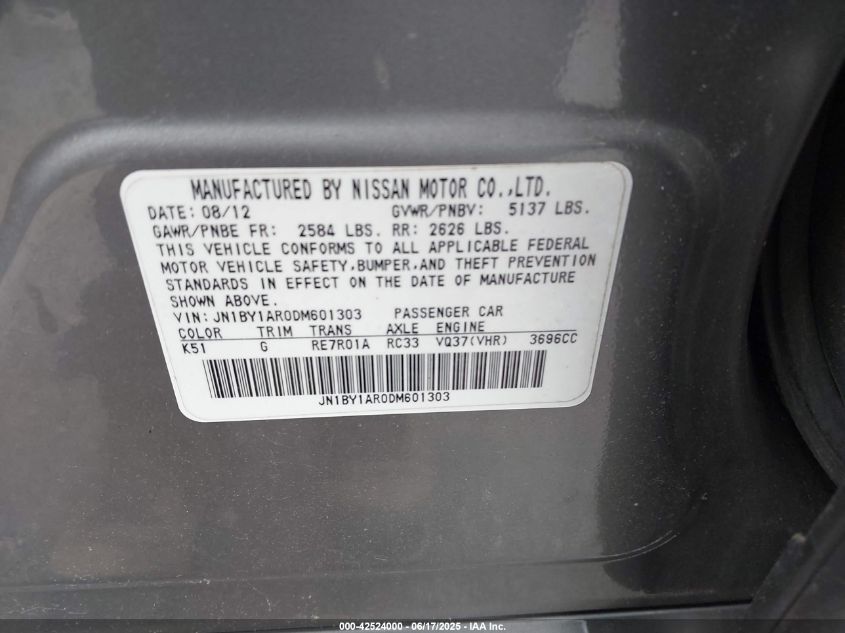 MANUFACTURED BY NISSAN MOTOR CO.,LTD.
DATE: 08/12 GVWR/PNBV: 5137 LBS.
GAWR/PNBE FR: 2584 LBS. RR: 2626 LBS.
THIS VEHICLE CONFORMS TO ALL APPLICABLE FEDERAL
MOTOR VEHICLE SAFETY,BUMPER,AND THEFT PREVENTION
STANDARDS IN EFFECT ON THE DATE OF MANUFACTURE
SHOWN ABOVE.
VIN: JN1BY1AR0DM601303 PASSENGER CAR
COLOR TRIM TRANS AXLE ENGINE
K51 G RE7R01A RC33 VQ37(VHR) 3696CC
JN1BY1AR0DM601303
000-42524000 - 06/17/2025 - IAA Inc.